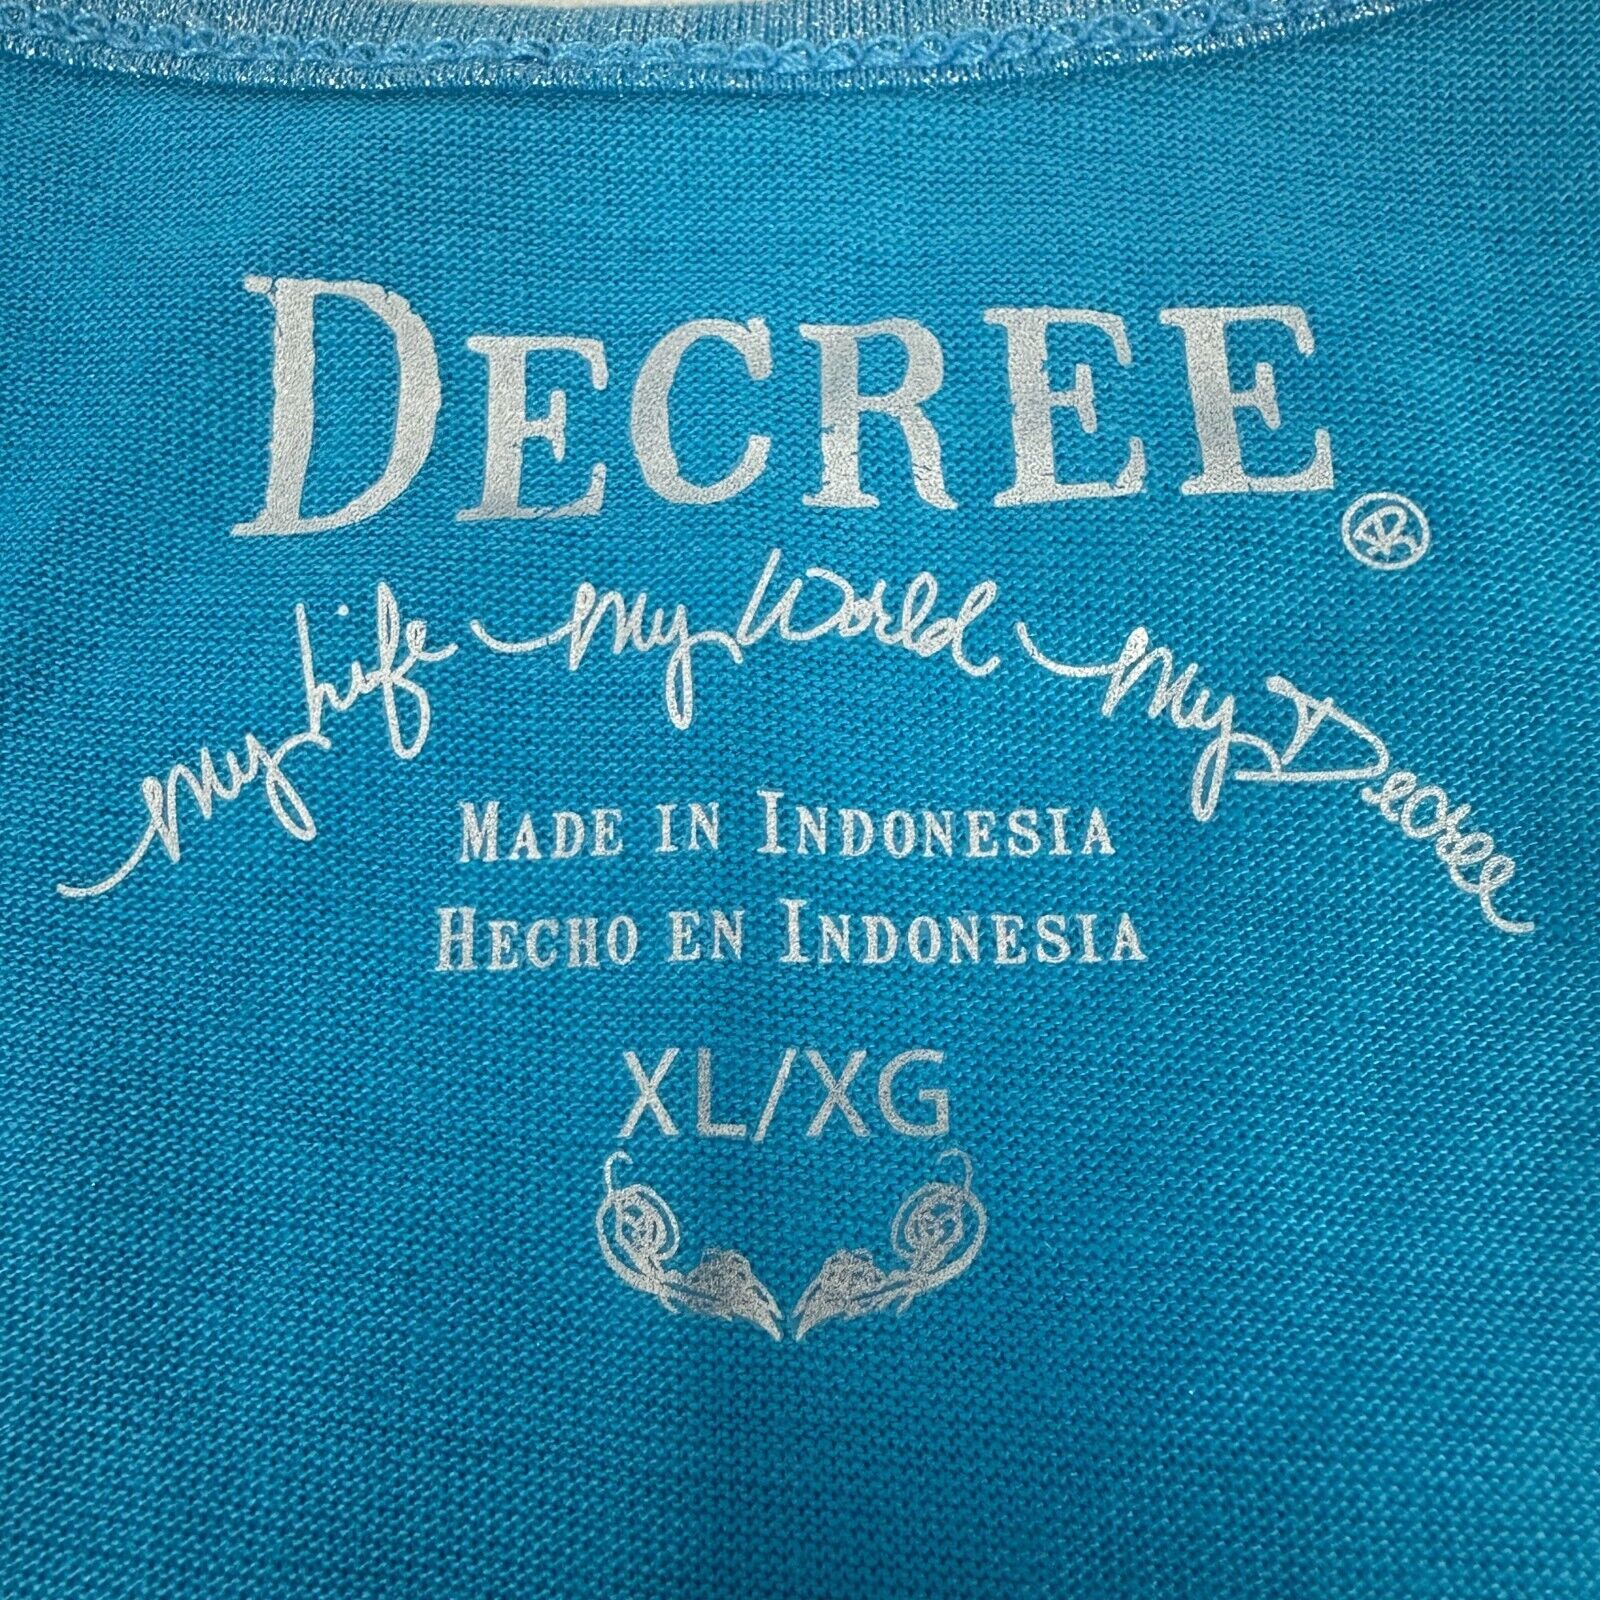 DECREE ®
My Life My World My Decree
MADE IN INDONESIA
HECHO EN INDONESIA
XL/XG